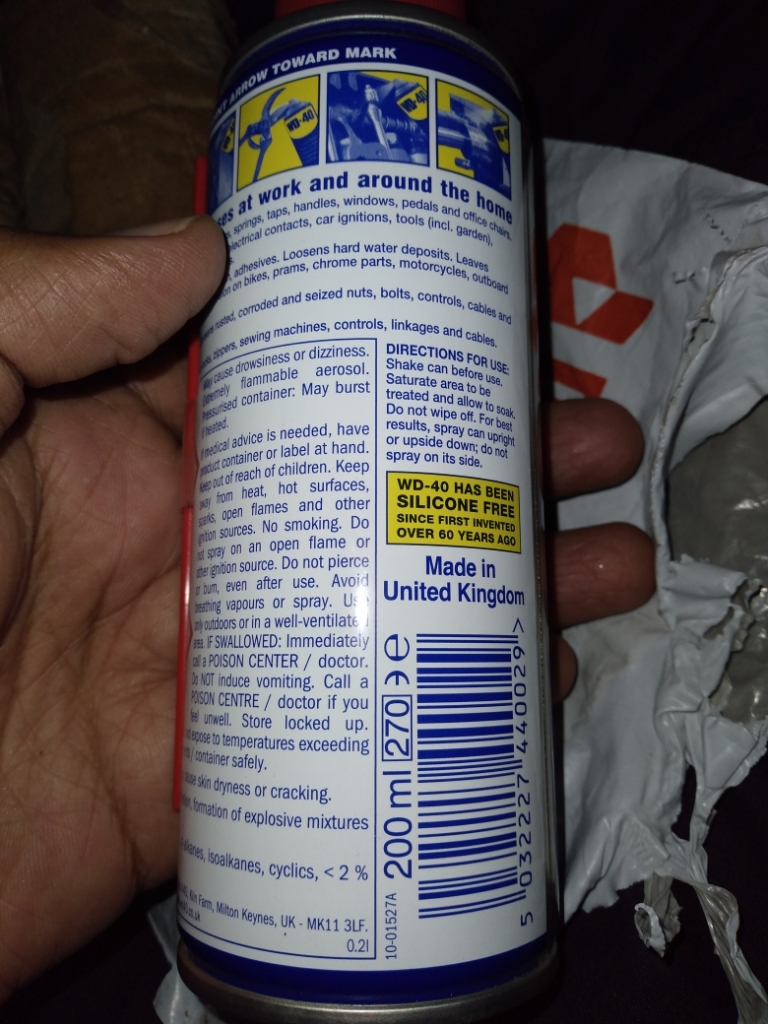 ARROW TOWARD MARK
WD-40
WD-40
at work and around the home
springs, taps, handles, windows, pedals and office chairs.
electrical contacts, car ignitions, tools (incl. garden),
adhesives. Loosens hard water deposits. Leaves
on bikes, prams, chrome parts, motorcycles, outboard
rusted, corroded and seized nuts, bolts, controls, cables and
zippers, sewing machines, controls, linkages and cables.
May cause drowsiness or dizziness.
Extremely flammable aerosol.
Pressurised container: May burst
if heated.
If medical advice is needed, have
product container or label at hand.
Keep out of reach of children. Keep
away from heat, hot surfaces,
sparks, open flames and other
ignition sources. No smoking. Do
not spray on an open flame or
other ignition source. Do not pierce
or burn, even after use. Avoid
breathing vapours or spray. Use
only outdoors or in a well-ventilated
area. IF SWALLOWED: Immediately
call a POISON CENTER / doctor.
Do NOT induce vomiting. Call a
POISON CENTRE / doctor if you
feel unwell. Store locked up.
expose to temperatures exceeding
/ container safely.
cause skin dryness or cracking.
formation of explosive mixtures
isoalkanes, cyclics, < 2 %
Kiln Farm, Milton Keynes, UK - MK11 3LF.
0.2l
DIRECTIONS FOR USE:
Shake can before use.
Saturate area to be
treated and allow to soak.
Do not wipe off. For best
results, spray can upright
or upside down; do not
spray on its side.
WD-40 HAS BEEN
SILICONE FREE
SINCE FIRST INVENTED
OVER 60 YEARS AGO
Made in
United Kingdom
200 ml 270 ℮
5 032227 440029 >
10-01527A